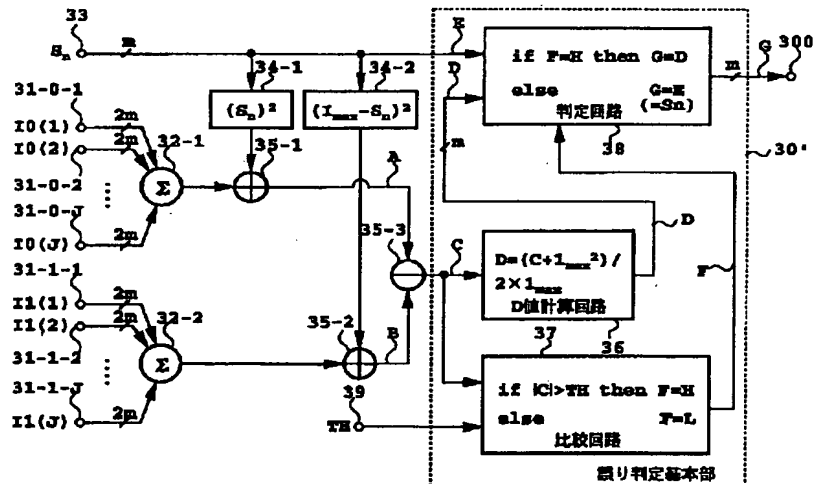 33
Sn
m
34-1
34-2
E
D
if F=H then G=D
else G=E
(=Sn)
判定回路
38
m
G
300
31-0-1
I0(1)
2m
I0(2)
2m
32-1
Σ
(Sn)²
(Imax-Sn)²
35-1
A
m
30'
31-0-2
31-0-J
I0(J)
2m
35-3
D
31-1-1
I1(1)
2m
I1(2)
2m
32-2
Σ
C
D=(C+1max²)/
2×1max
D値計算回路
F
35-2
B
37
36
31-1-2
31-1-J
I1(J)
2m
39
TH
if |C|>TH then F=H
else F=L
比較回路
誤り判定基本部